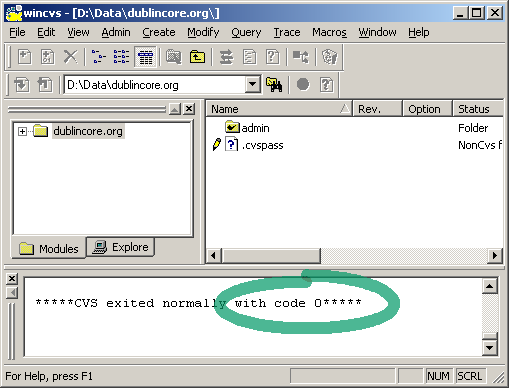 wincvs - [D:\Data\dublincore.org\]
File Edit View Admin Create Modify Query Trace Macros Window Help
D:\Data\dublincore.org
dublincore.org
Modules Explore
Name Rev. Option Status
admin Folder
.cvspass NonCvs f
*****CVS exited normally with code 0*****
For Help, press F1
NUM SCRL